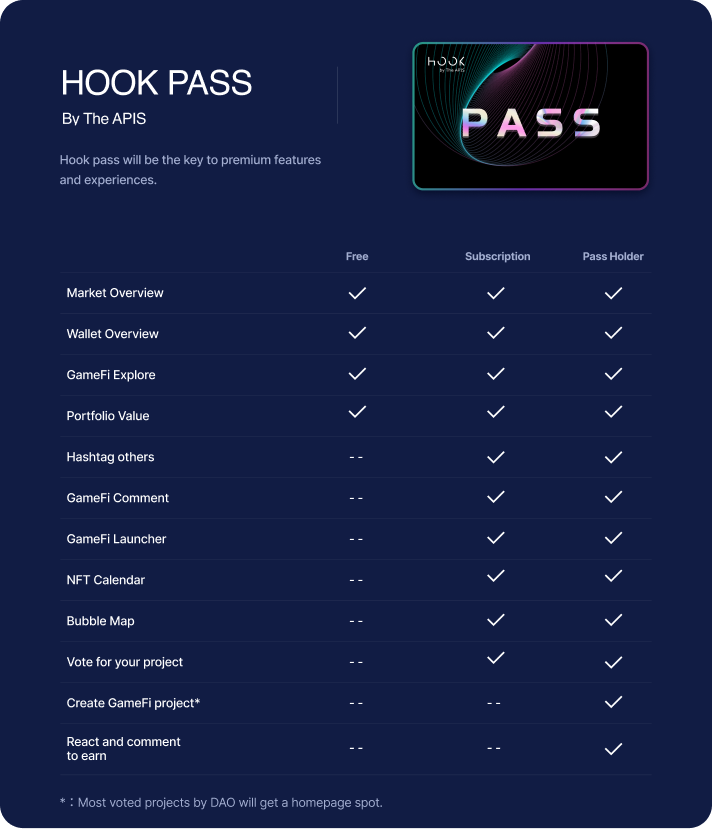 HOOK PASS
By The APIS
Hook pass will be the key to premium features
and experiences.
HOOK
by The APIS
PASS
Free Subscription Pass Holder
Market Overview ✓ ✓ ✓
Wallet Overview ✓ ✓ ✓
GameFi Explore ✓ ✓ ✓
Portfolio Value ✓ ✓ ✓
Hashtag others -- ✓ ✓
GameFi Comment -- ✓ ✓
GameFi Launcher -- ✓ ✓
NFT Calendar -- ✓ ✓
Bubble Map -- ✓ ✓
Vote for your project -- ✓ ✓
Create GameFi project* -- -- ✓
React and comment
to earn -- -- ✓
* : Most voted projects by DAO will get a homepage spot.